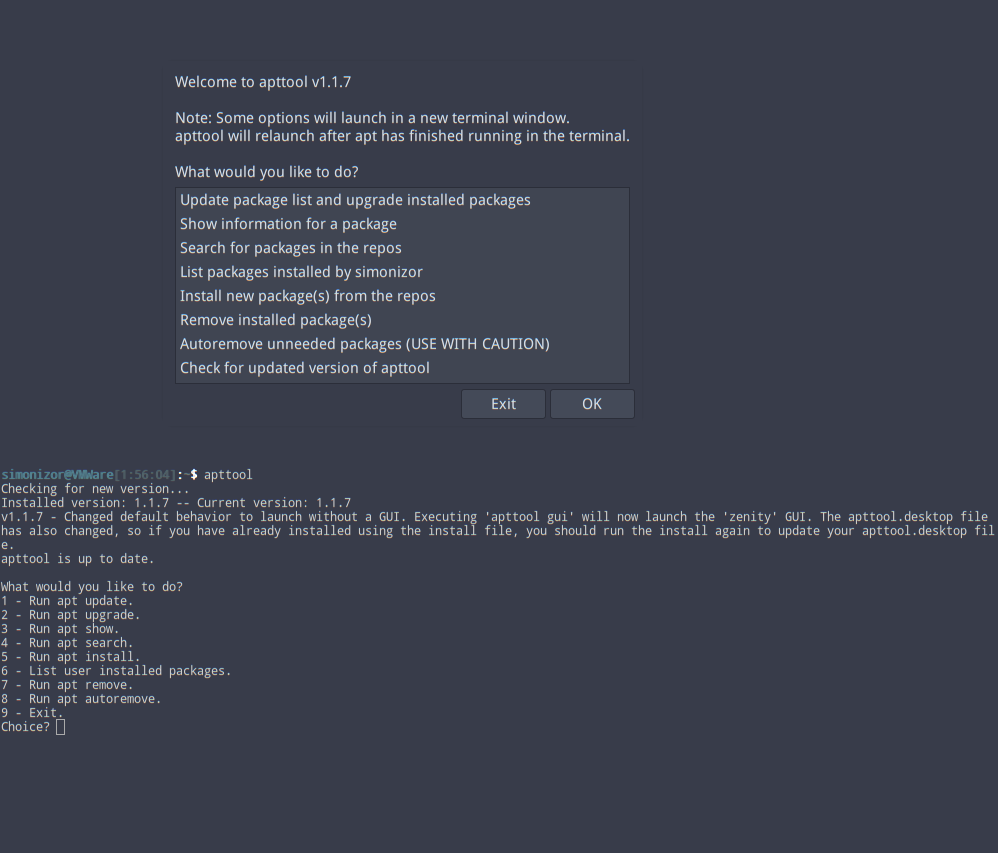 Welcome to apttool v1.1.7
Note: Some options will launch in a new terminal window.
apttool will relaunch after apt has finished running in the terminal.
What would you like to do?
Update package list and upgrade installed packages
Show information for a package
Search for packages in the repos
List packages installed by simonizor
Install new package(s) from the repos
Remove installed package(s)
Autoremove unneeded packages (USE WITH CAUTION)
Check for updated version of apttool
Exit OK
simonizor@VMWare[1:56:04]:~$ apttool
Checking for new version...
Installed version: 1.1.7 -- Current version: 1.1.7
v1.1.7 - Changed default behavior to launch without a GUI. Executing 'apttool gui' will now launch the 'zenity' GUI. The apttool.desktop file
has also changed, so if you have already installed using the install file, you should run the install again to update your apttool.desktop fil
e.
apttool is up to date.
What would you like to do?
1 - Run apt update.
2 - Run apt upgrade.
3 - Run apt show.
4 - Run apt search.
5 - Run apt install.
6 - List user installed packages.
7 - Run apt remove.
8 - Run apt autoremove.
9 - Exit.
Choice?